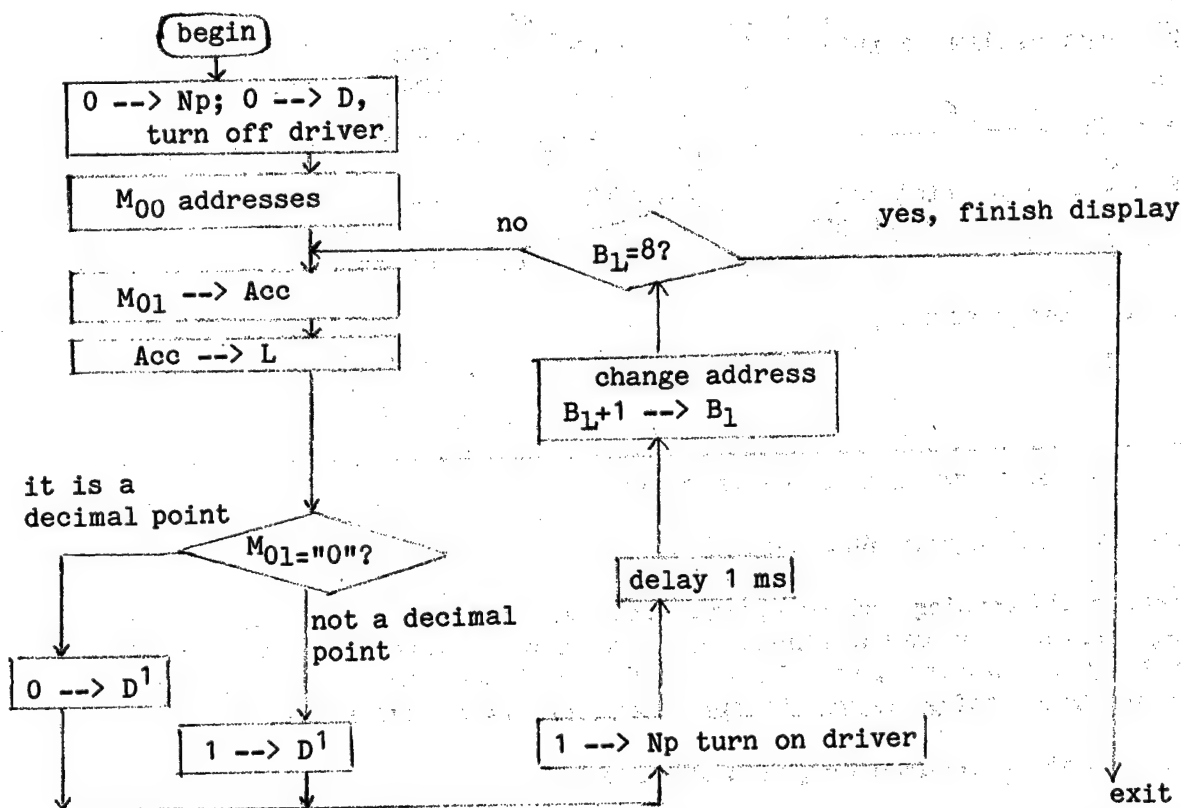 begin
0 --> Np; 0 --> D,
turn off driver
M00 addresses
no
yes, finish display
BL=8?
M01 --> Acc
Acc --> L
change address
BL+1 --> BL
it is a
decimal point
M01="0"?
delay 1 ms
not a decimal
point
0 --> D1
1 --> D1
1 --> Np turn on driver
exit